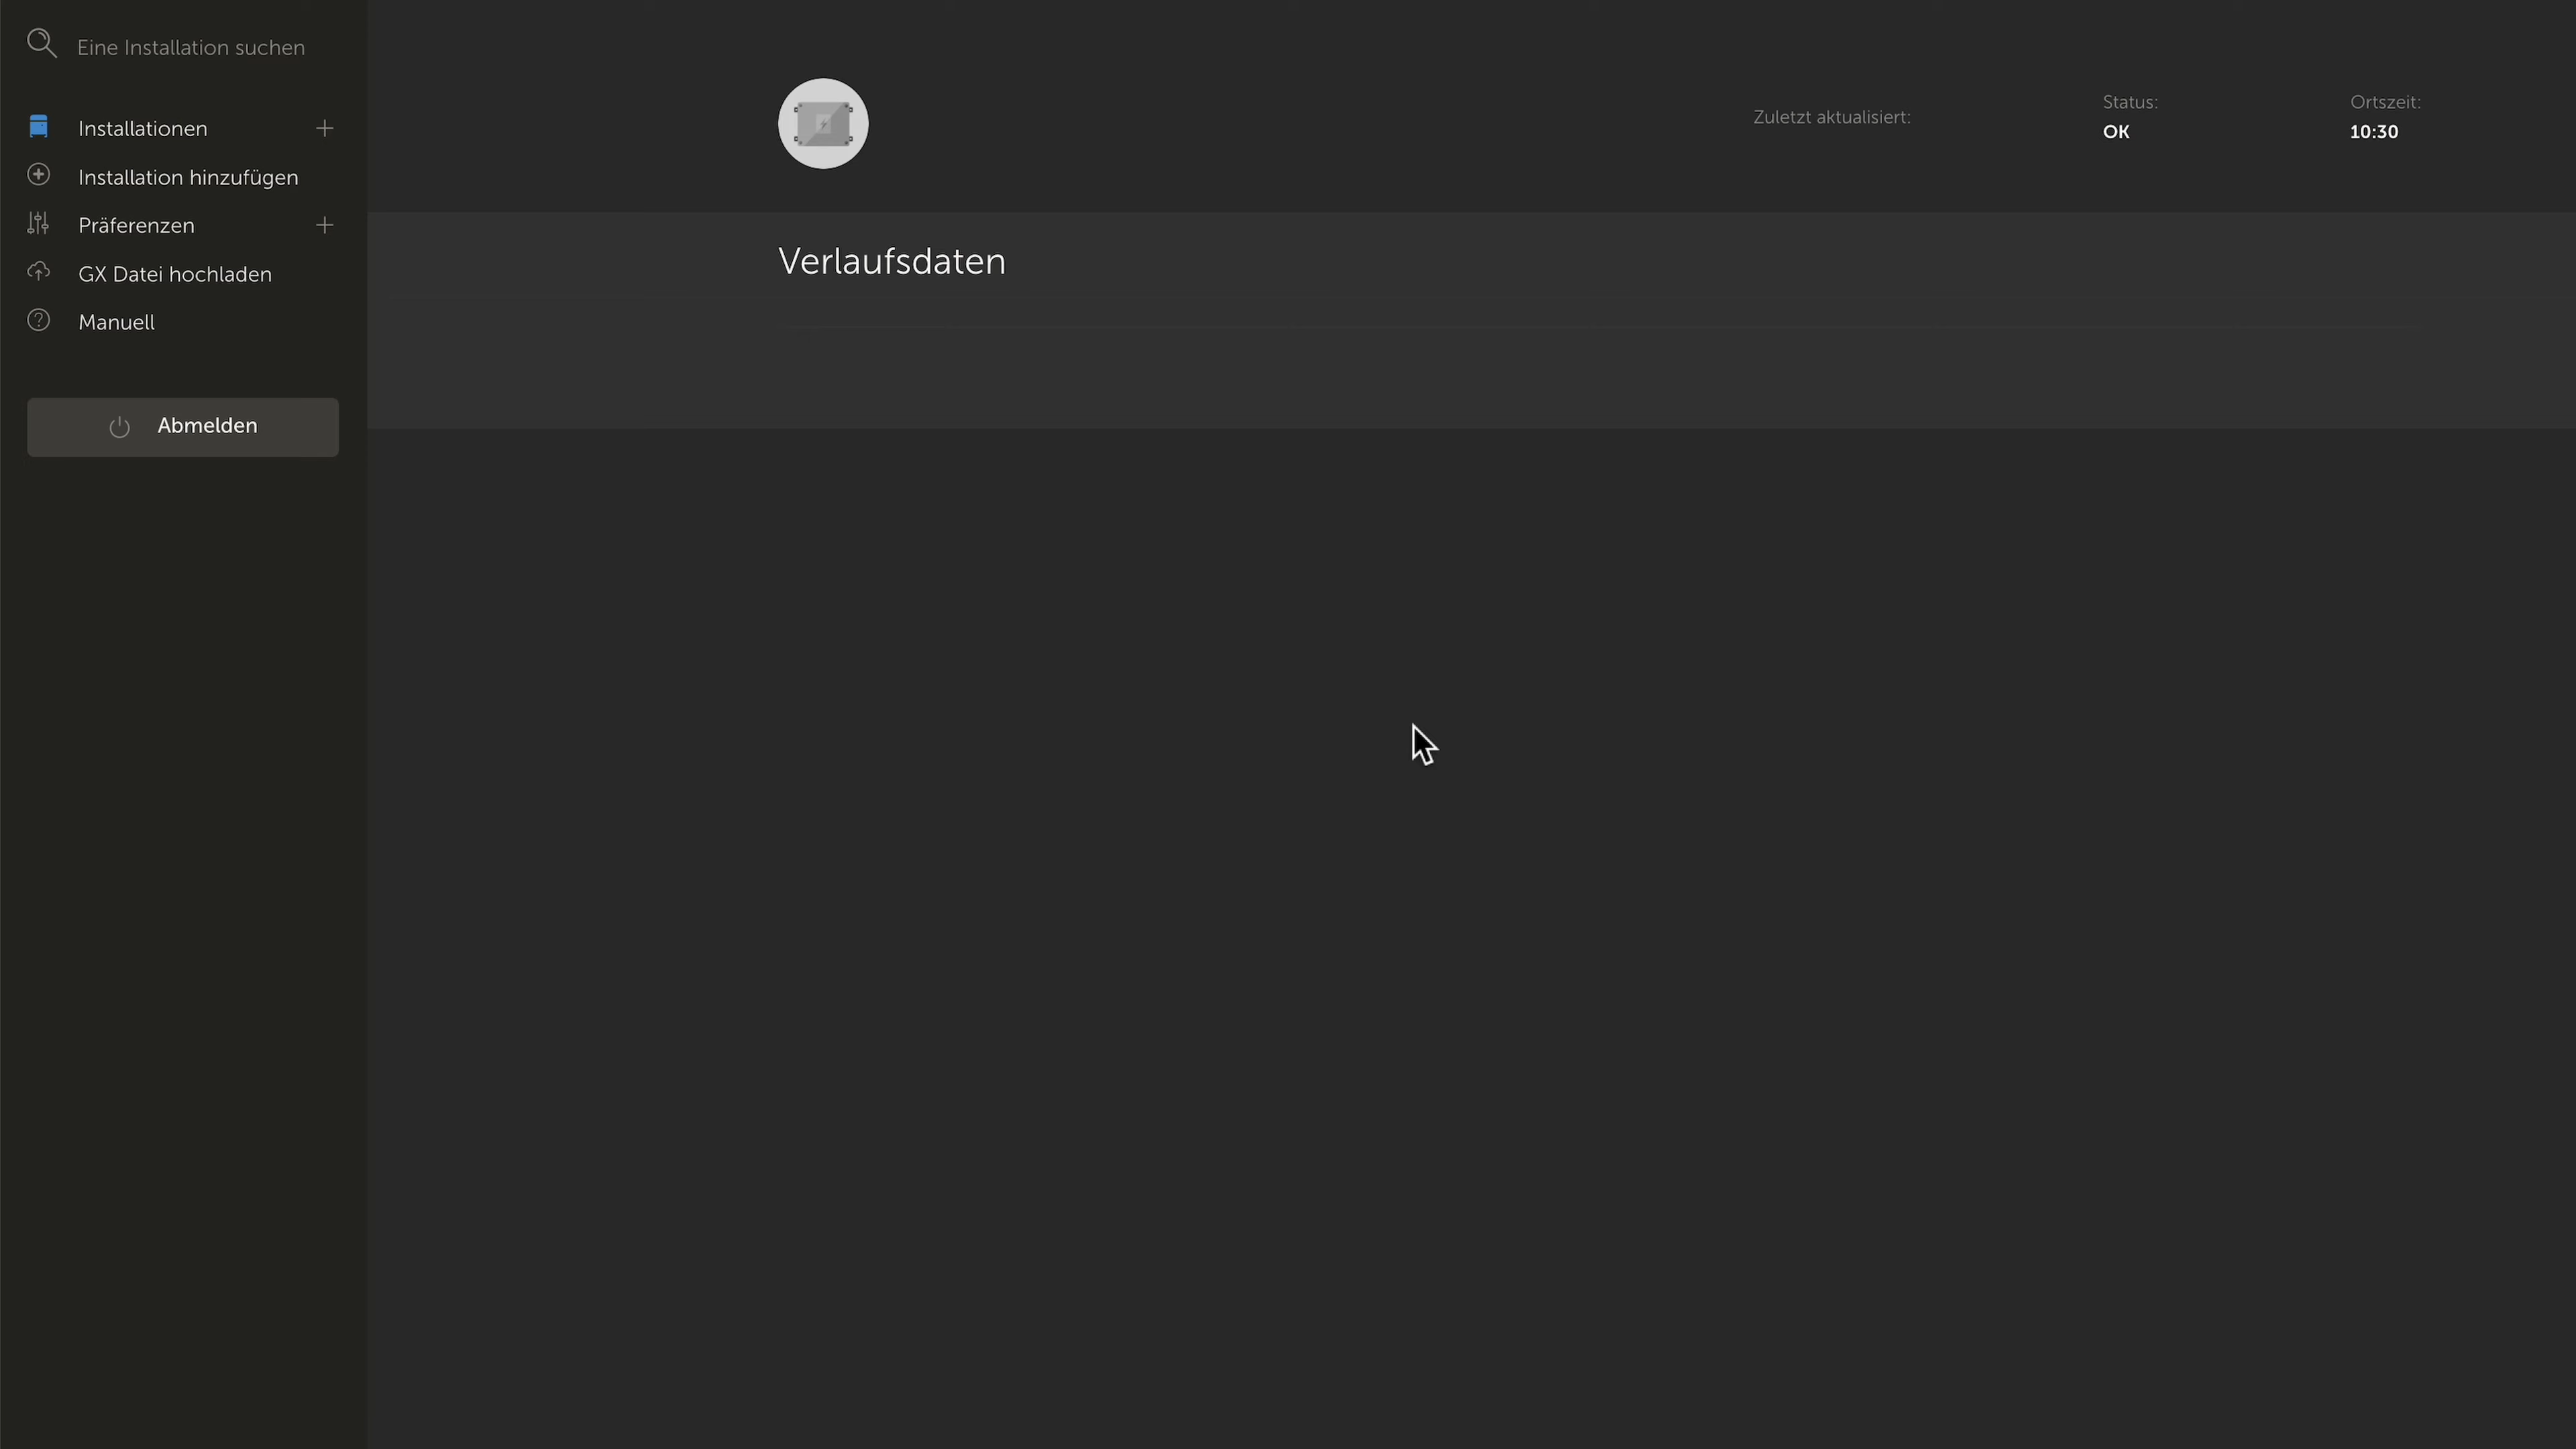 Eine Installation suchen
Installationen
Installation hinzufügen
Präferenzen
GX Datei hochladen
Manuell
Abmelden
Zuletzt aktualisiert:
Status:
OK
Ortszeit:
10:30
Verlaufsdaten